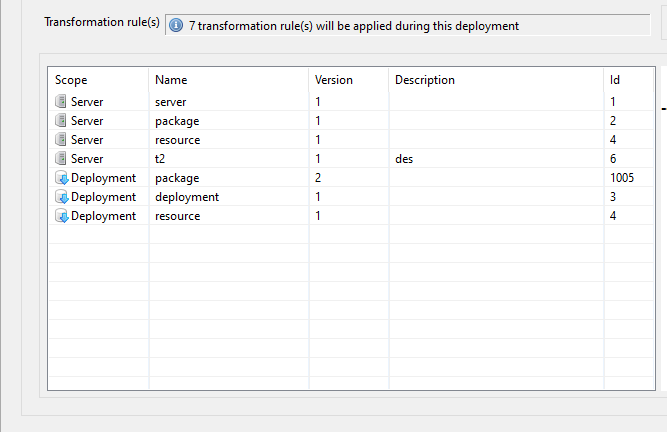 Transformation rule(s) 7 transformation rule(s) will be applied during this deployment
Scope Name Version Description Id
Server server 1 1
Server package 1 2
Server resource 1 4
Server t2 1 des 6
Deployment package 2 1005
Deployment deployment 1 3
Deployment resource 1 4